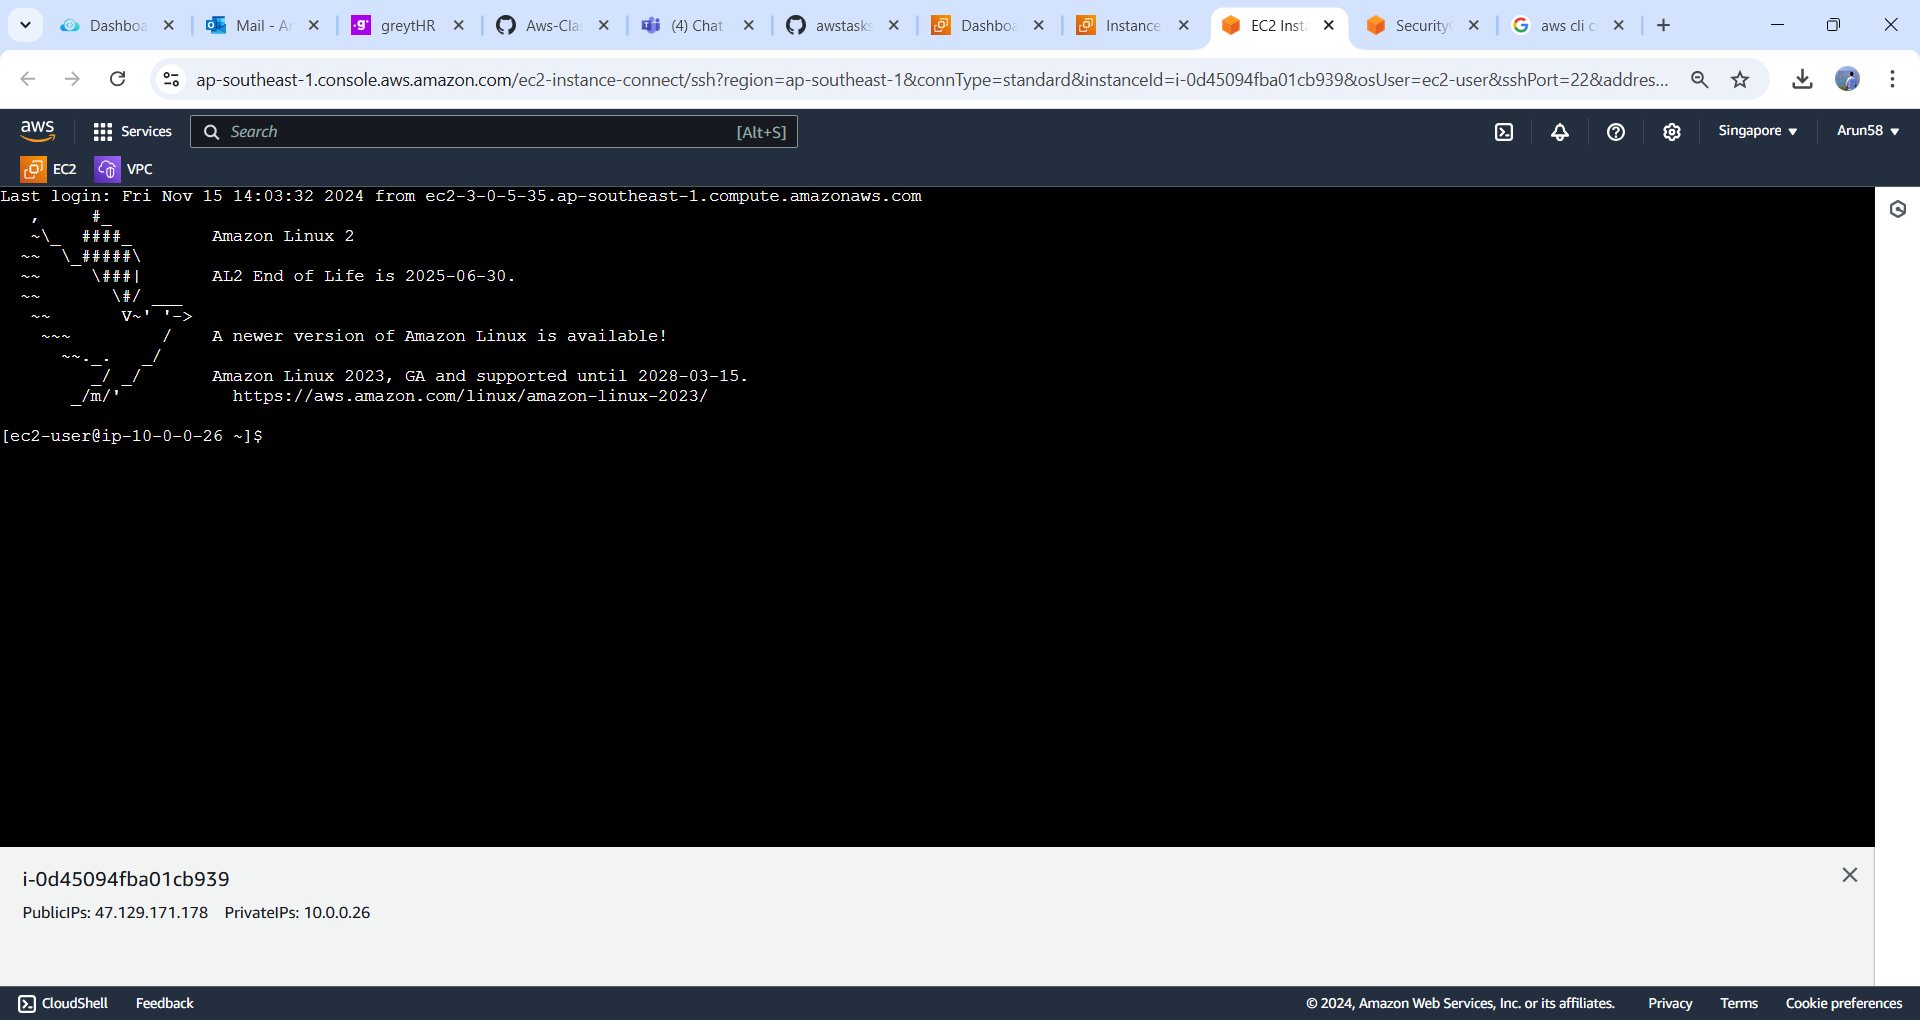 Dashboa
Mail - Ar
greytHR
Aws-Clas
(4) Chat
awstasks
Dashboa
Instance
EC2 Inst
Security
aws cli c
ap-southeast-1.console.aws.amazon.com/ec2-instance-connect/ssh?region=ap-southeast-1&connType=standard&instanceId=i-0d45094fba01cb939&osUser=ec2-user&sshPort=22&addres...
aws
Services
Search
[Alt+S]
Singapore
Arun58
EC2
VPC
Last login: Fri Nov 15 14:03:32 2024 from ec2-3-0-5-35.ap-southeast-1.compute.amazonaws.com
   ,     #_
   ~\_  ####_        Amazon Linux 2
  ~~  \_#####\
  ~~     \###|       AL2 End of Life is 2025-06-30.
  ~~       \#/ ___
   ~~       V~' '->
    ~~~         /    A newer version of Amazon Linux is available!
      ~~._.   _/
         _/ _/       Amazon Linux 2023, GA and supported until 2028-03-15.
       _/m/'           https://aws.amazon.com/linux/amazon-linux-2023/
[ec2-user@ip-10-0-0-26 ~]$
i-0d45094fba01cb939
PublicIPs: 47.129.171.178 PrivateIPs: 10.0.0.26
CloudShell
Feedback
© 2024, Amazon Web Services, Inc. or its affiliates.
Privacy
Terms
Cookie preferences